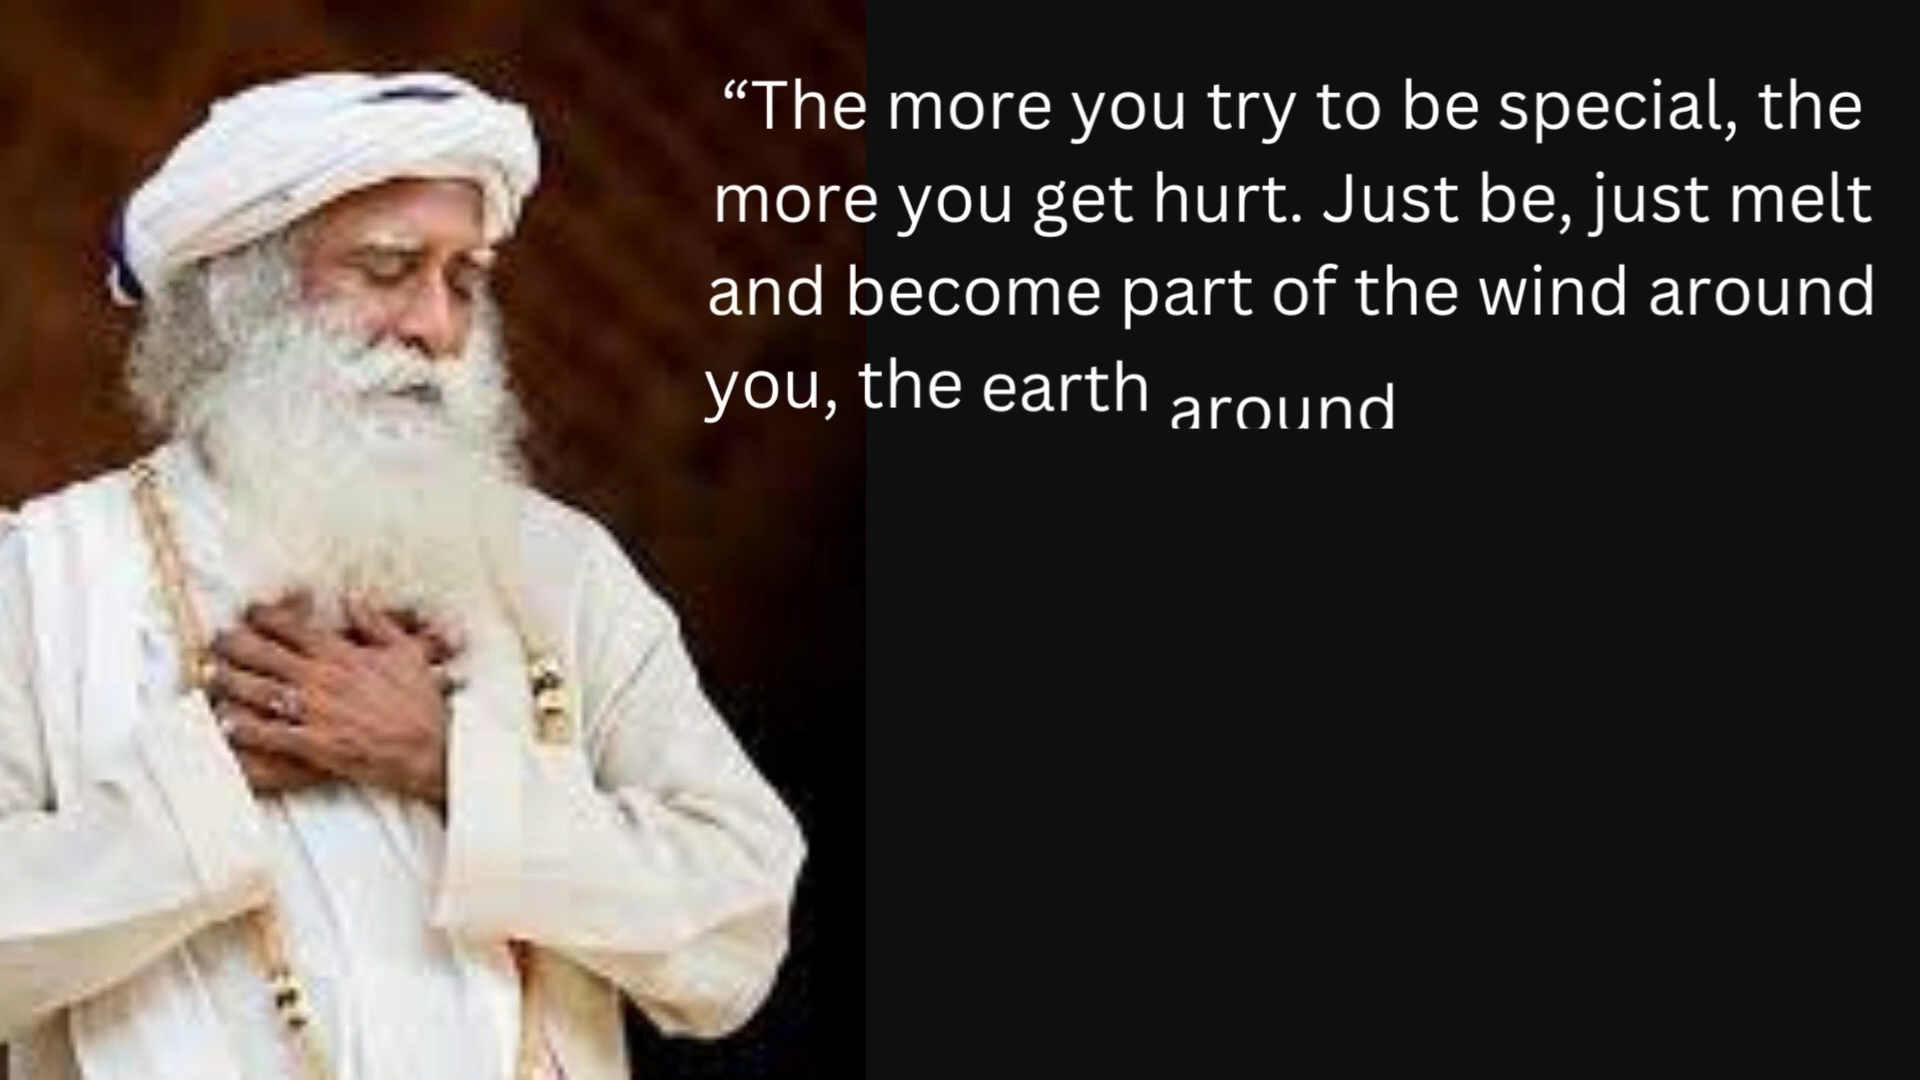 “The more you try to be special, the
more you get hurt. Just be, just melt
and become part of the wind around
you, the earth around